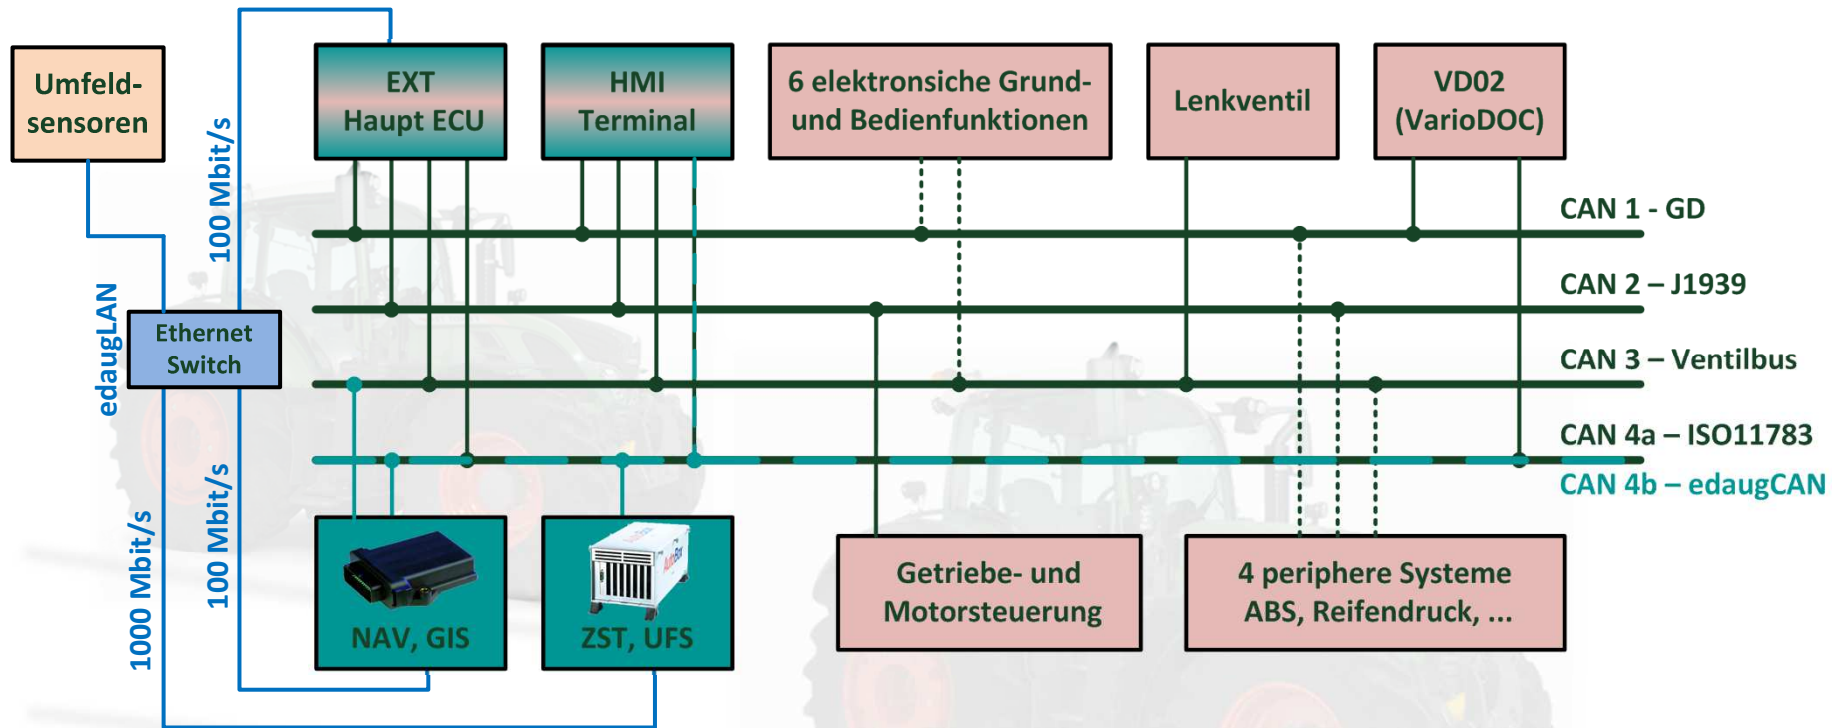 Umfeld-
sensoren
EXT
Haupt ECU
HMI
Terminal
6 elektronsiche Grund-
und Bedienfunktionen
Lenkventil
VD02
(VarioDOC)
100 Mbit/s
CAN 1 - GD
CAN 2 – J1939
edaugLAN
Ethernet
Switch
CAN 3 – Ventilbus
CAN 4a – ISO11783
CAN 4b – edaugCAN
1000 Mbit/s
100 Mbit/s
NAV, GIS
AutoBox
ZST, UFS
Getriebe- und
Motorsteuerung
4 periphere Systeme
ABS, Reifendruck, ...